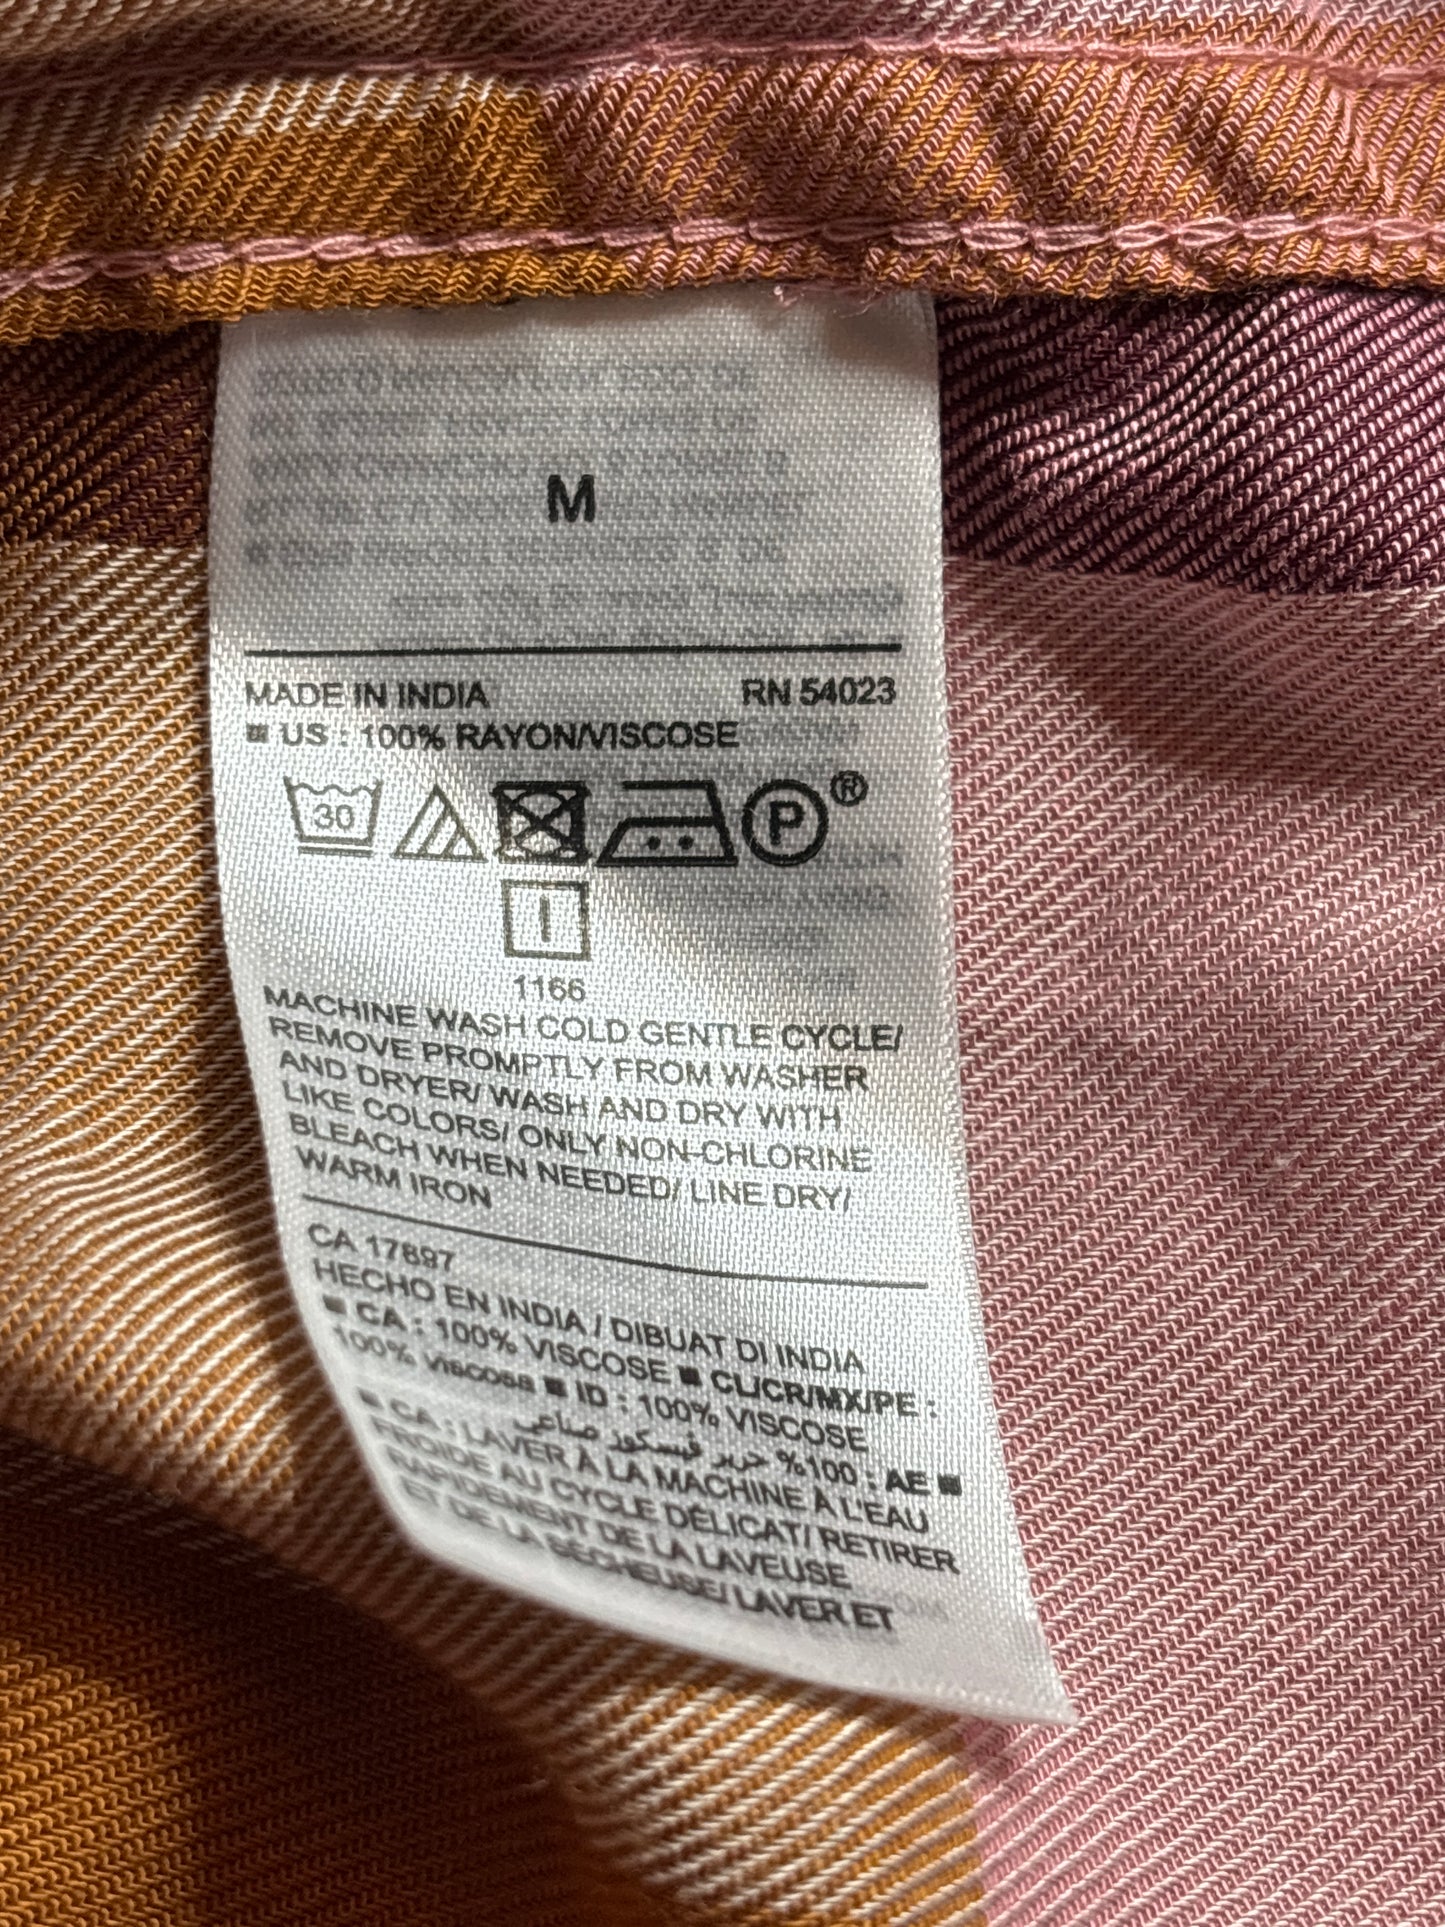 M
MADE IN INDIA RN 54023
■ US : 100% RAYON/VISCOSE
30 P ®
1166
MACHINE WASH COLD GENTLE CYCLE/
REMOVE PROMPTLY FROM WASHER
AND DRYER/ WASH AND DRY WITH
LIKE COLORS/ ONLY NON-CHLORINE
BLEACH WHEN NEEDED/ LINE DRY/
WARM IRON
CA 17897
HECHO EN INDIA / DIBUAT DI INDIA
■ CA : 100% VISCOSE ■ CL/CR/MX/PE :
100% viscosa ■ ID : 100% VISCOSE
■ AE : 100% حرير فسكوز صناعي
■ CA : LAVER À LA MACHINE À L'EAU
FROIDE AU CYCLE DÉLICAT/ RETIRER
RAPIDEMENT DE LA LAVEUSE
ET DE LA SÉCHEUSE/ LAVER ET